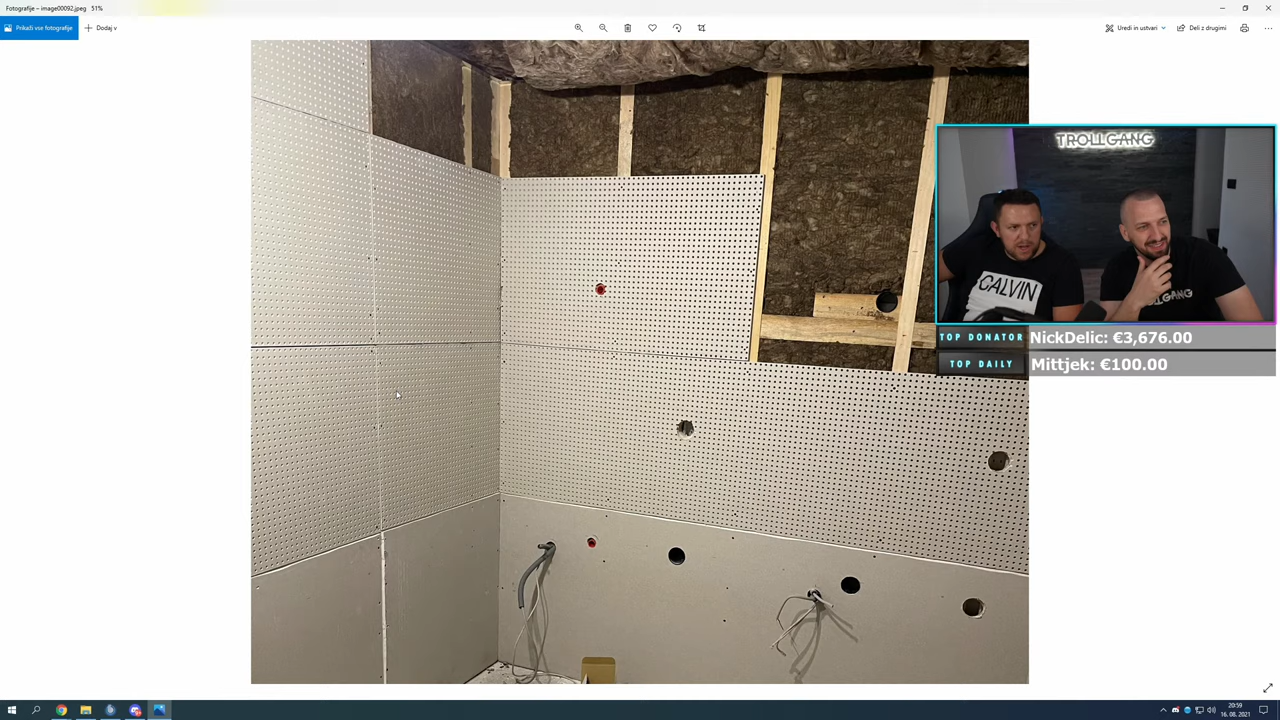 Fotografije – image00092.jpeg 51%
Prikaži vse fotografije
Dodaj v
Uredi in ustvari
Deli z drugimi
TROLLGANG
CALVIN
TOP DONATOR NickDelic: €3,676.00
TOP DAILY Mittjek: €100.00
20:59
16. 08. 2021